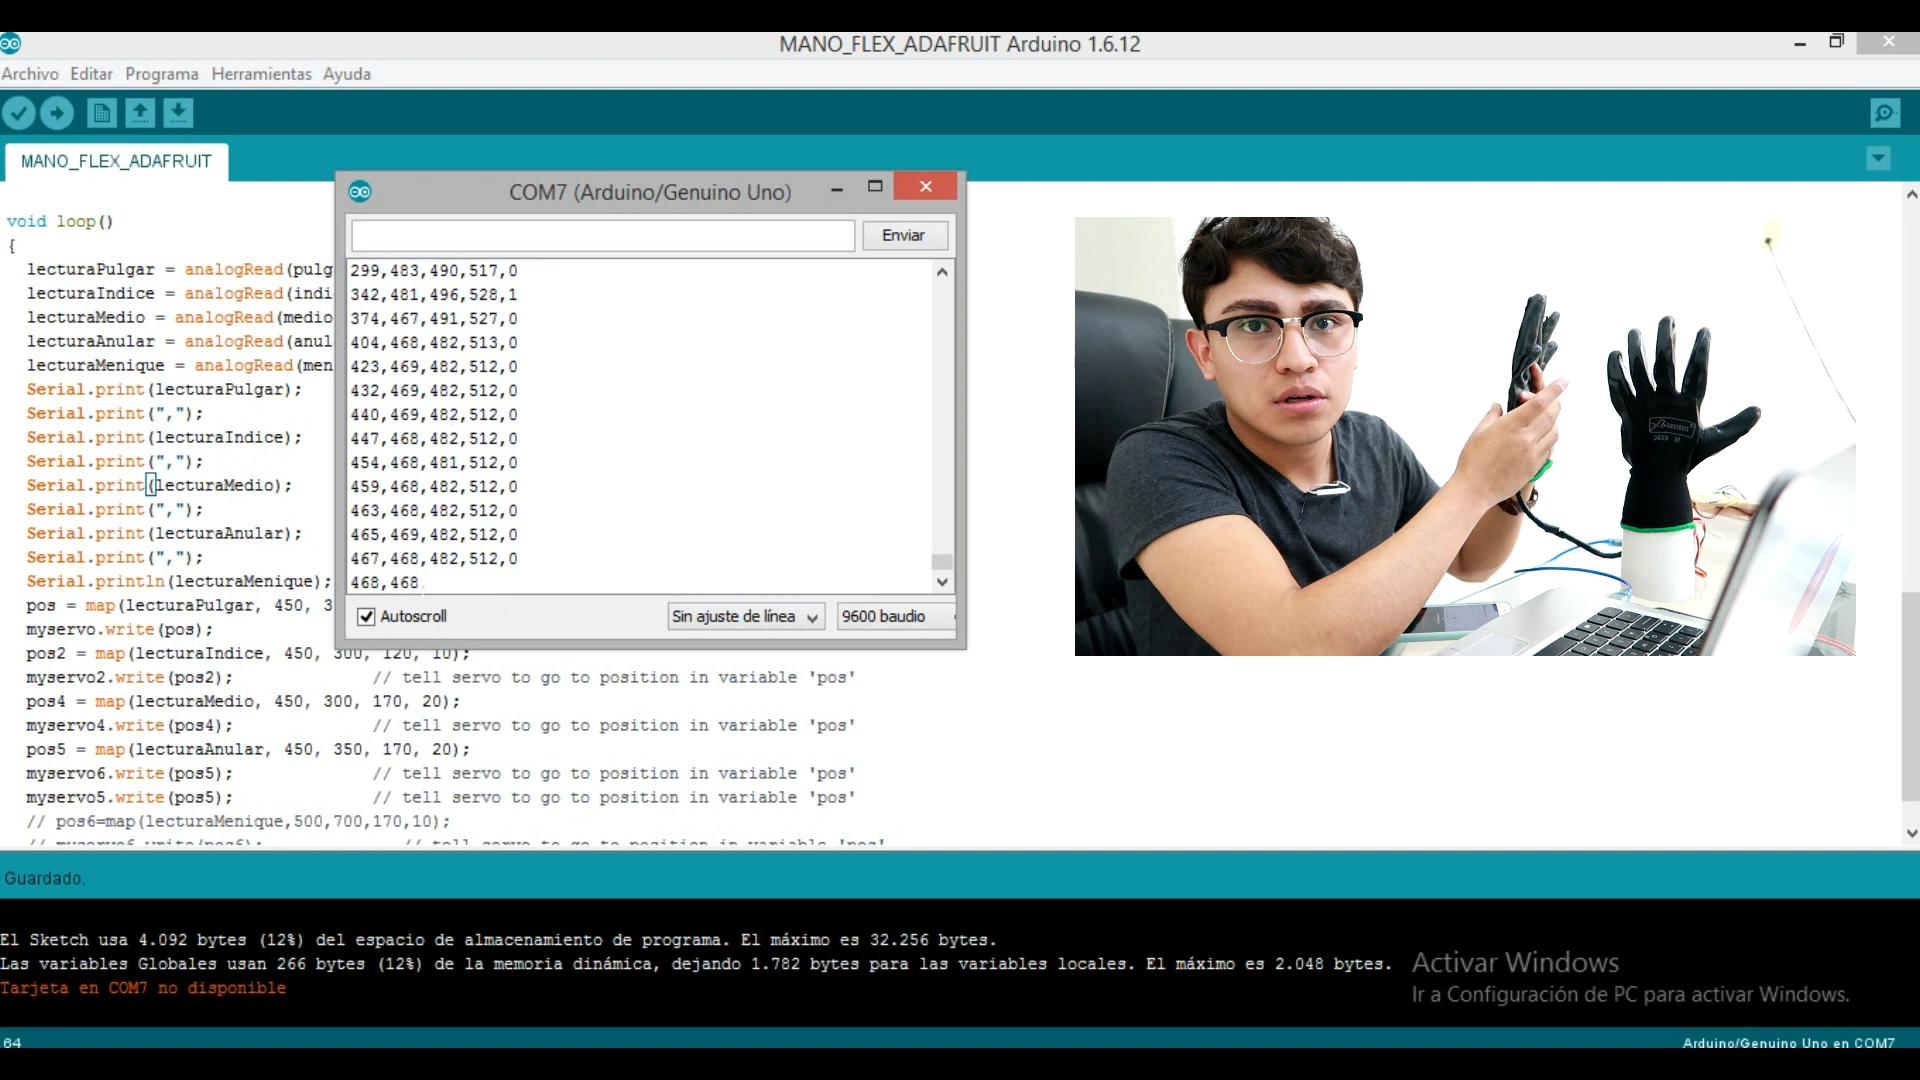 MANO_FLEX_ADAFRUIT Arduino 1.6.12
Archivo Editar Programa Herramientas Ayuda
MANO_FLEX_ADAFRUIT
void loop()
{
lecturaPulgar = analogRead(pulg
lecturaIndice = analogRead(indi
lecturaMedio = analogRead(medio
lecturaAnular = analogRead(anul
lecturaMenique = analogRead(men
Serial.print(lecturaPulgar);
Serial.print(",");
Serial.print(lecturaIndice);
Serial.print(",");
Serial.print(lecturaMedio);
Serial.print(",");
Serial.print(lecturaAnular);
Serial.print(",");
Serial.println(lecturaMenique);
pos = map(lecturaPulgar, 450, 3
myservo.write(pos);
pos2 = map(lecturaIndice, 450, 300, 120, 10);
myservo2.write(pos2); // tell servo to go to position in variable 'pos'
pos4 = map(lecturaMedio, 450, 300, 170, 20);
myservo4.write(pos4); // tell servo to go to position in variable 'pos'
pos5 = map(lecturaAnular, 450, 350, 170, 20);
myservo6.write(pos5); // tell servo to go to position in variable 'pos'
myservo5.write(pos5); // tell servo to go to position in variable 'pos'
// pos6=map(lecturaMenique,500,700,170,10);
// myservo6.write(pos6); // tell servo to go to position in variable 'pos'
COM7 (Arduino/Genuino Uno)
Enviar
299,483,490,517,0
342,481,496,528,1
374,467,491,527,0
404,468,482,513,0
423,469,482,512,0
432,469,482,512,0
440,469,482,512,0
447,468,482,512,0
454,468,481,512,0
459,468,482,512,0
463,468,482,512,0
465,469,482,512,0
467,468,482,512,0
468,468
Autoscroll
Sin ajuste de línea
9600 baudio
Guardado.
El Sketch usa 4.092 bytes (12%) del espacio de almacenamiento de programa. El máximo es 32.256 bytes.
Las variables Globales usan 266 bytes (12%) de la memoria dinámica, dejando 1.782 bytes para las variables locales. El máximo es 2.048 bytes.
Tarjeta en COM7 no disponible
Activar Windows
Ir a Configuración de PC para activar Windows.
64
Arduino/Genuino Uno en COM7